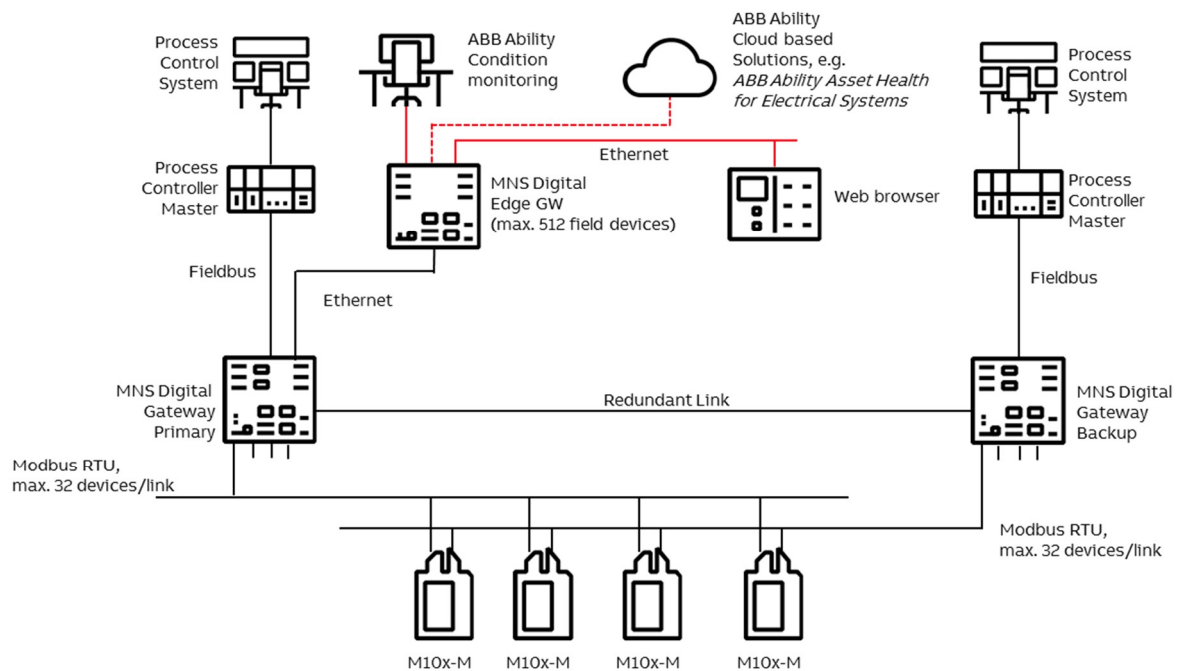 Process
Control
System
ABB Ability
Condition
monitoring
ABB Ability
Cloud based
Solutions, e.g.
ABB Ability Asset Health
for Electrical Systems
Process
Control
System
Ethernet
Process
Controller
Master
MNS Digital
Edge GW
(max. 512 field devices)
Web browser
Process
Controller
Master
Fieldbus
Ethernet
Fieldbus
MNS Digital
Gateway
Primary
Redundant Link
MNS Digital
Gateway
Backup
Modbus RTU,
max. 32 devices/link
Modbus RTU,
max. 32 devices/link
M10x-M
M10x-M
M10x-M
M10x-M